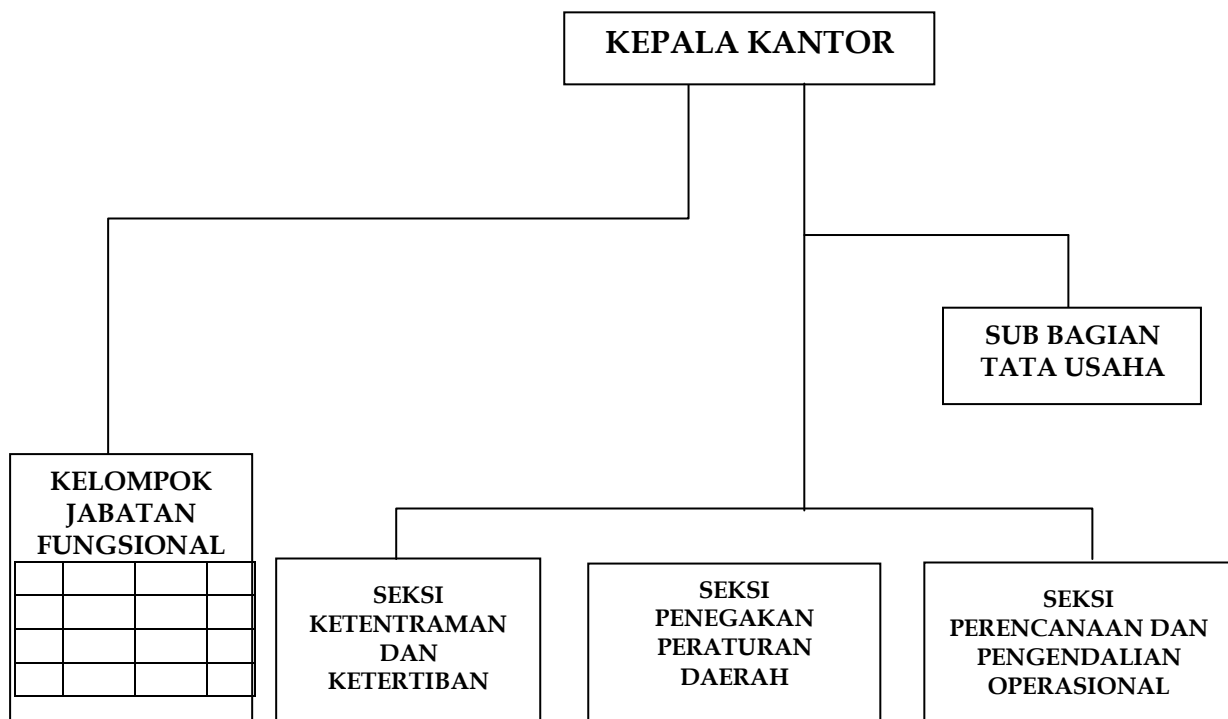 KEPALA KANTOR
SUB BAGIAN
TATA USAHA
KELOMPOK
JABATAN
FUNGSIONAL
SEKSI
KETENTRAMAN
DAN
KETERTIBAN
SEKSI
PENEGAKAN
PERATURAN
DAERAH
SEKSI
PERENCANAAN DAN
PENGENDALIAN
OPERASIONAL